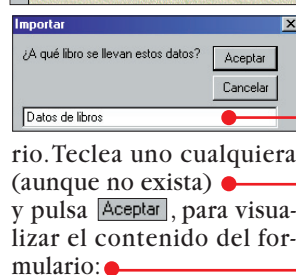 Importar
¿A qué libro se llevan estos datos?
Aceptar
Cancelar
Datos de libros
rio. Teclea uno cualquiera
(aunque no exista)
y pulsa Aceptar, para visua-
lizar el contenido del for-
mulario: